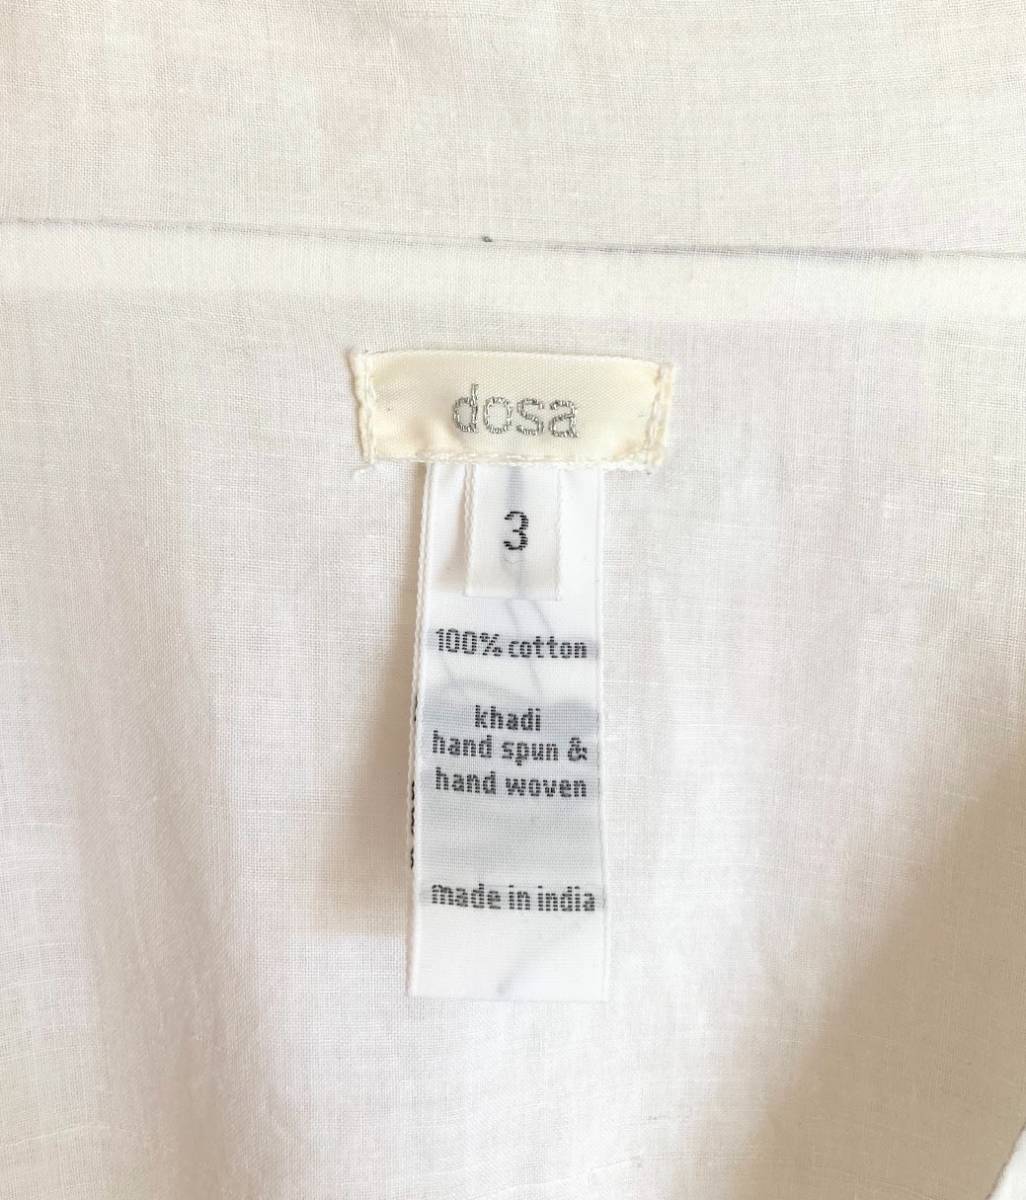 dosa
3
100% cotton
khadi
hand spun &
hand woven
made in india